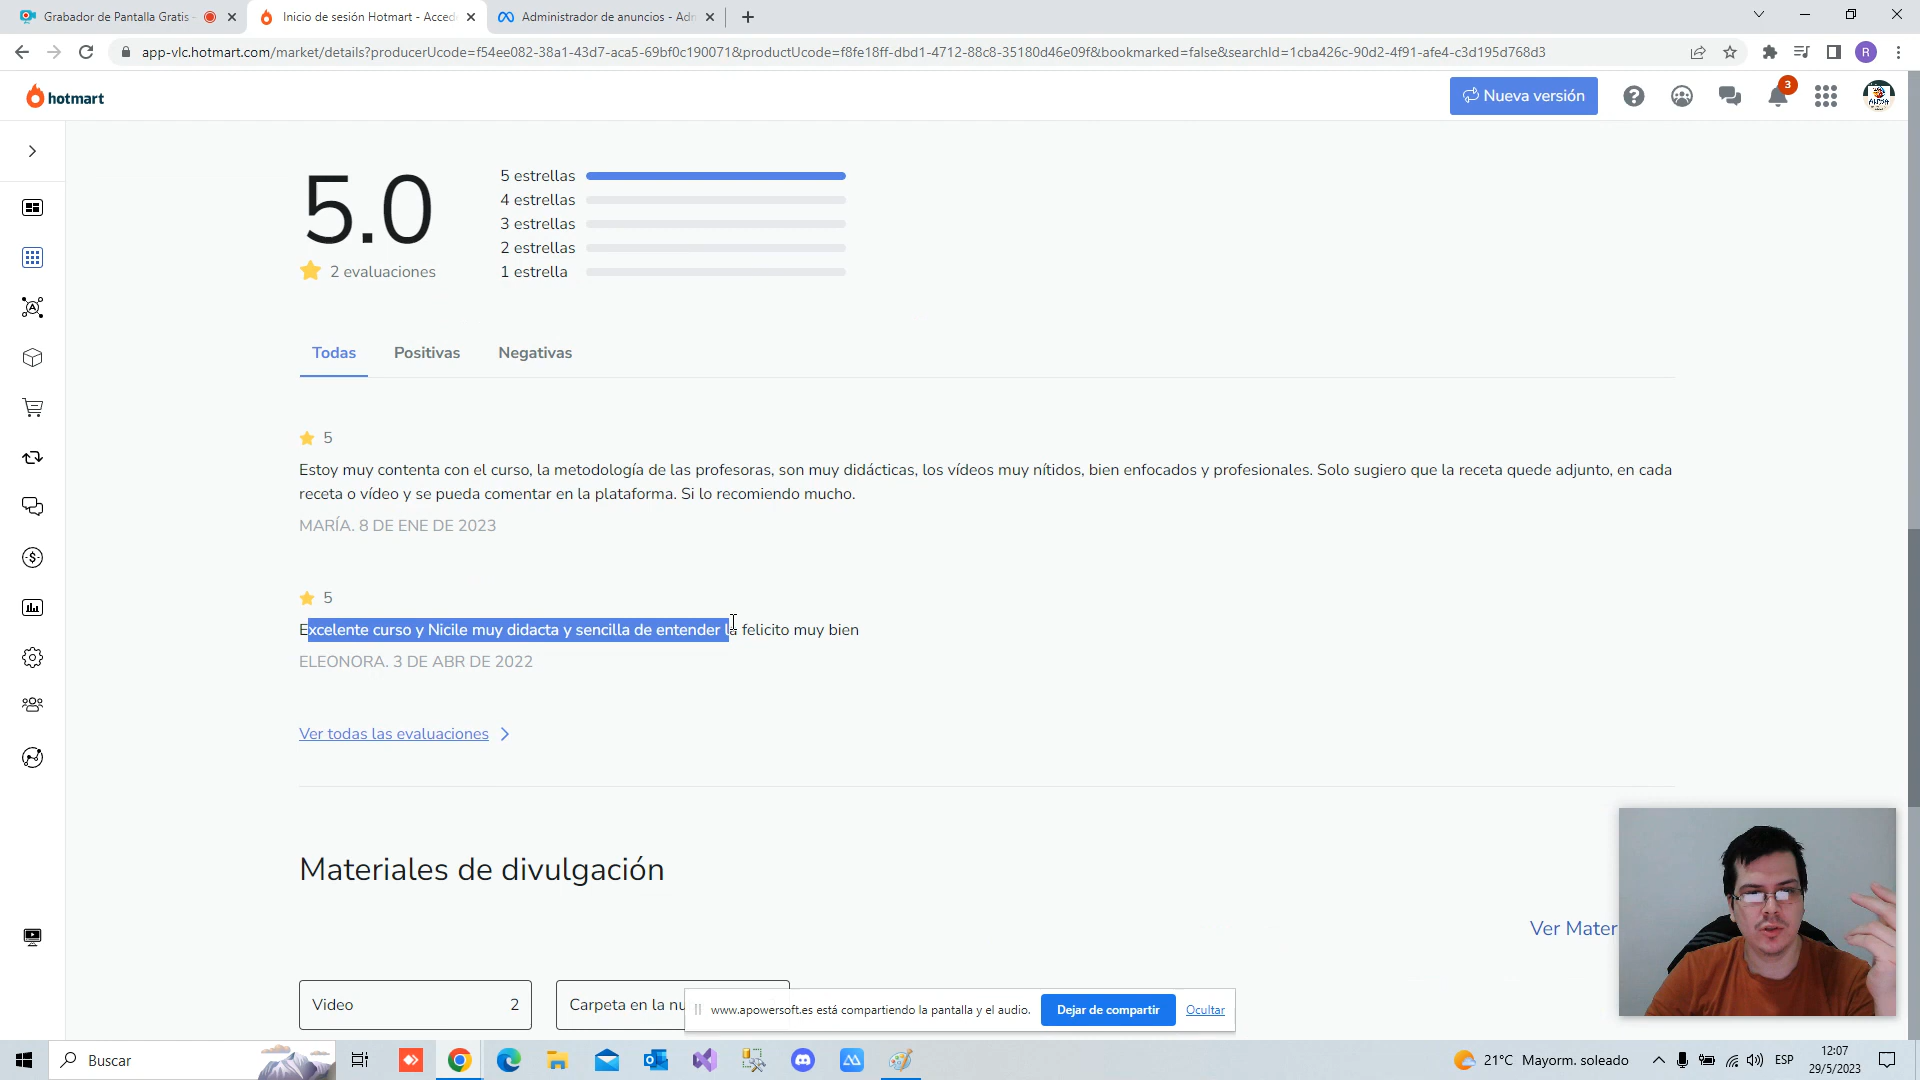 Grabador de Pantalla Gratis
Inicio de sesión Hotmart - Acced
Administrador de anuncios - Adm
app-vlc.hotmart.com/market/details?producerUcode=f54ee082-38a1-43d7-aca5-69bf0c190071&productUcode=f8fe18ff-dbd1-4712-88c8-35180d46e09f&bookmarked=false&searchId=1cba426c-90d2-4f91-afe4-c3d195d768d3
R
hotmart
Nueva versión
3
5.0
2 evaluaciones
5 estrellas
4 estrellas
3 estrellas
2 estrellas
1 estrella
Todas Positivas Negativas
5
Estoy muy contenta con el curso, la metodología de las profesoras, son muy didácticas, los vídeos muy nítidos, bien enfocados y profesionales. Solo sugiero que la receta quede adjunto, en cada
receta o vídeo y se pueda comentar en la plataforma. Si lo recomiendo mucho.
MARÍA. 8 DE ENE DE 2023
5
Excelente curso y Nicile muy didacta y sencilla de entender la felicito muy bien
ELEONORA. 3 DE ABR DE 2022
Ver todas las evaluaciones
Materiales de divulgación
Ver Mater
Video 2
Carpeta en la nu
www.apowersoft.es está compartiendo la pantalla y el audio.
Dejar de compartir
Ocultar
Buscar
21°C Mayorm. soleado
ESP
12:07
29/5/2023